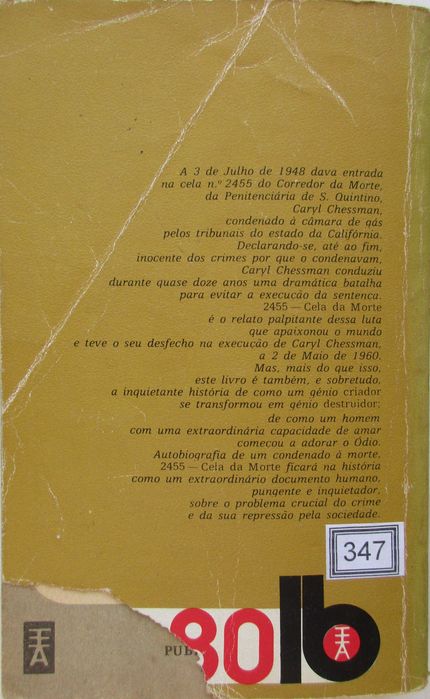 A 3 de Julho de 1948 dava entrada
na cela n.º 2455 do Corredor da Morte,
da Penitenciária de S. Quintino,
Caryl Chessman,
condenado à câmara de gás
pelos tribunais do estado da Califórnia.
Declarando-se, até ao fim,
inocente dos crimes por que o condenavam,
Caryl Chessman conduziu
durante quase doze anos uma dramática batalha
para evitar a execução da sentença.
2455 — Cela da Morte
é o relato palpitante dessa luta
que apaixonou o mundo
e teve o seu desfecho na execução de Caryl Chessman,
a 2 de Maio de 1960.
Mas, mais do que isso,
este livro é também, e sobretudo,
a inquietante história de como um génio criador
se transformou em génio destruidor;
de como um homem
com uma extraordinária capacidade de amar
começou a adorar o Ódio.
Autobiografia de um condenado à morte,
2455 — Cela da Morte ficará na história
como um extraordinário documento humano,
pungente e inquietador,
sobre o problema crucial do crime
e da sua repressão pela sociedade.
347
80 lb